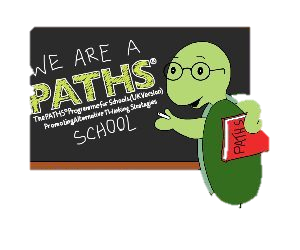 WE ARE A
PATHS®
The PATHS® Programme for Schools (UK Version)
Promoting Alternative Thinking Strategies
SCHOOL
PATHS